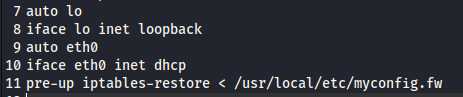 7 auto lo
8 iface lo inet loopback
9 auto eth0
10 iface eth0 inet dhcp
11 pre-up iptables-restore < /usr/local/etc/myconfig.fw